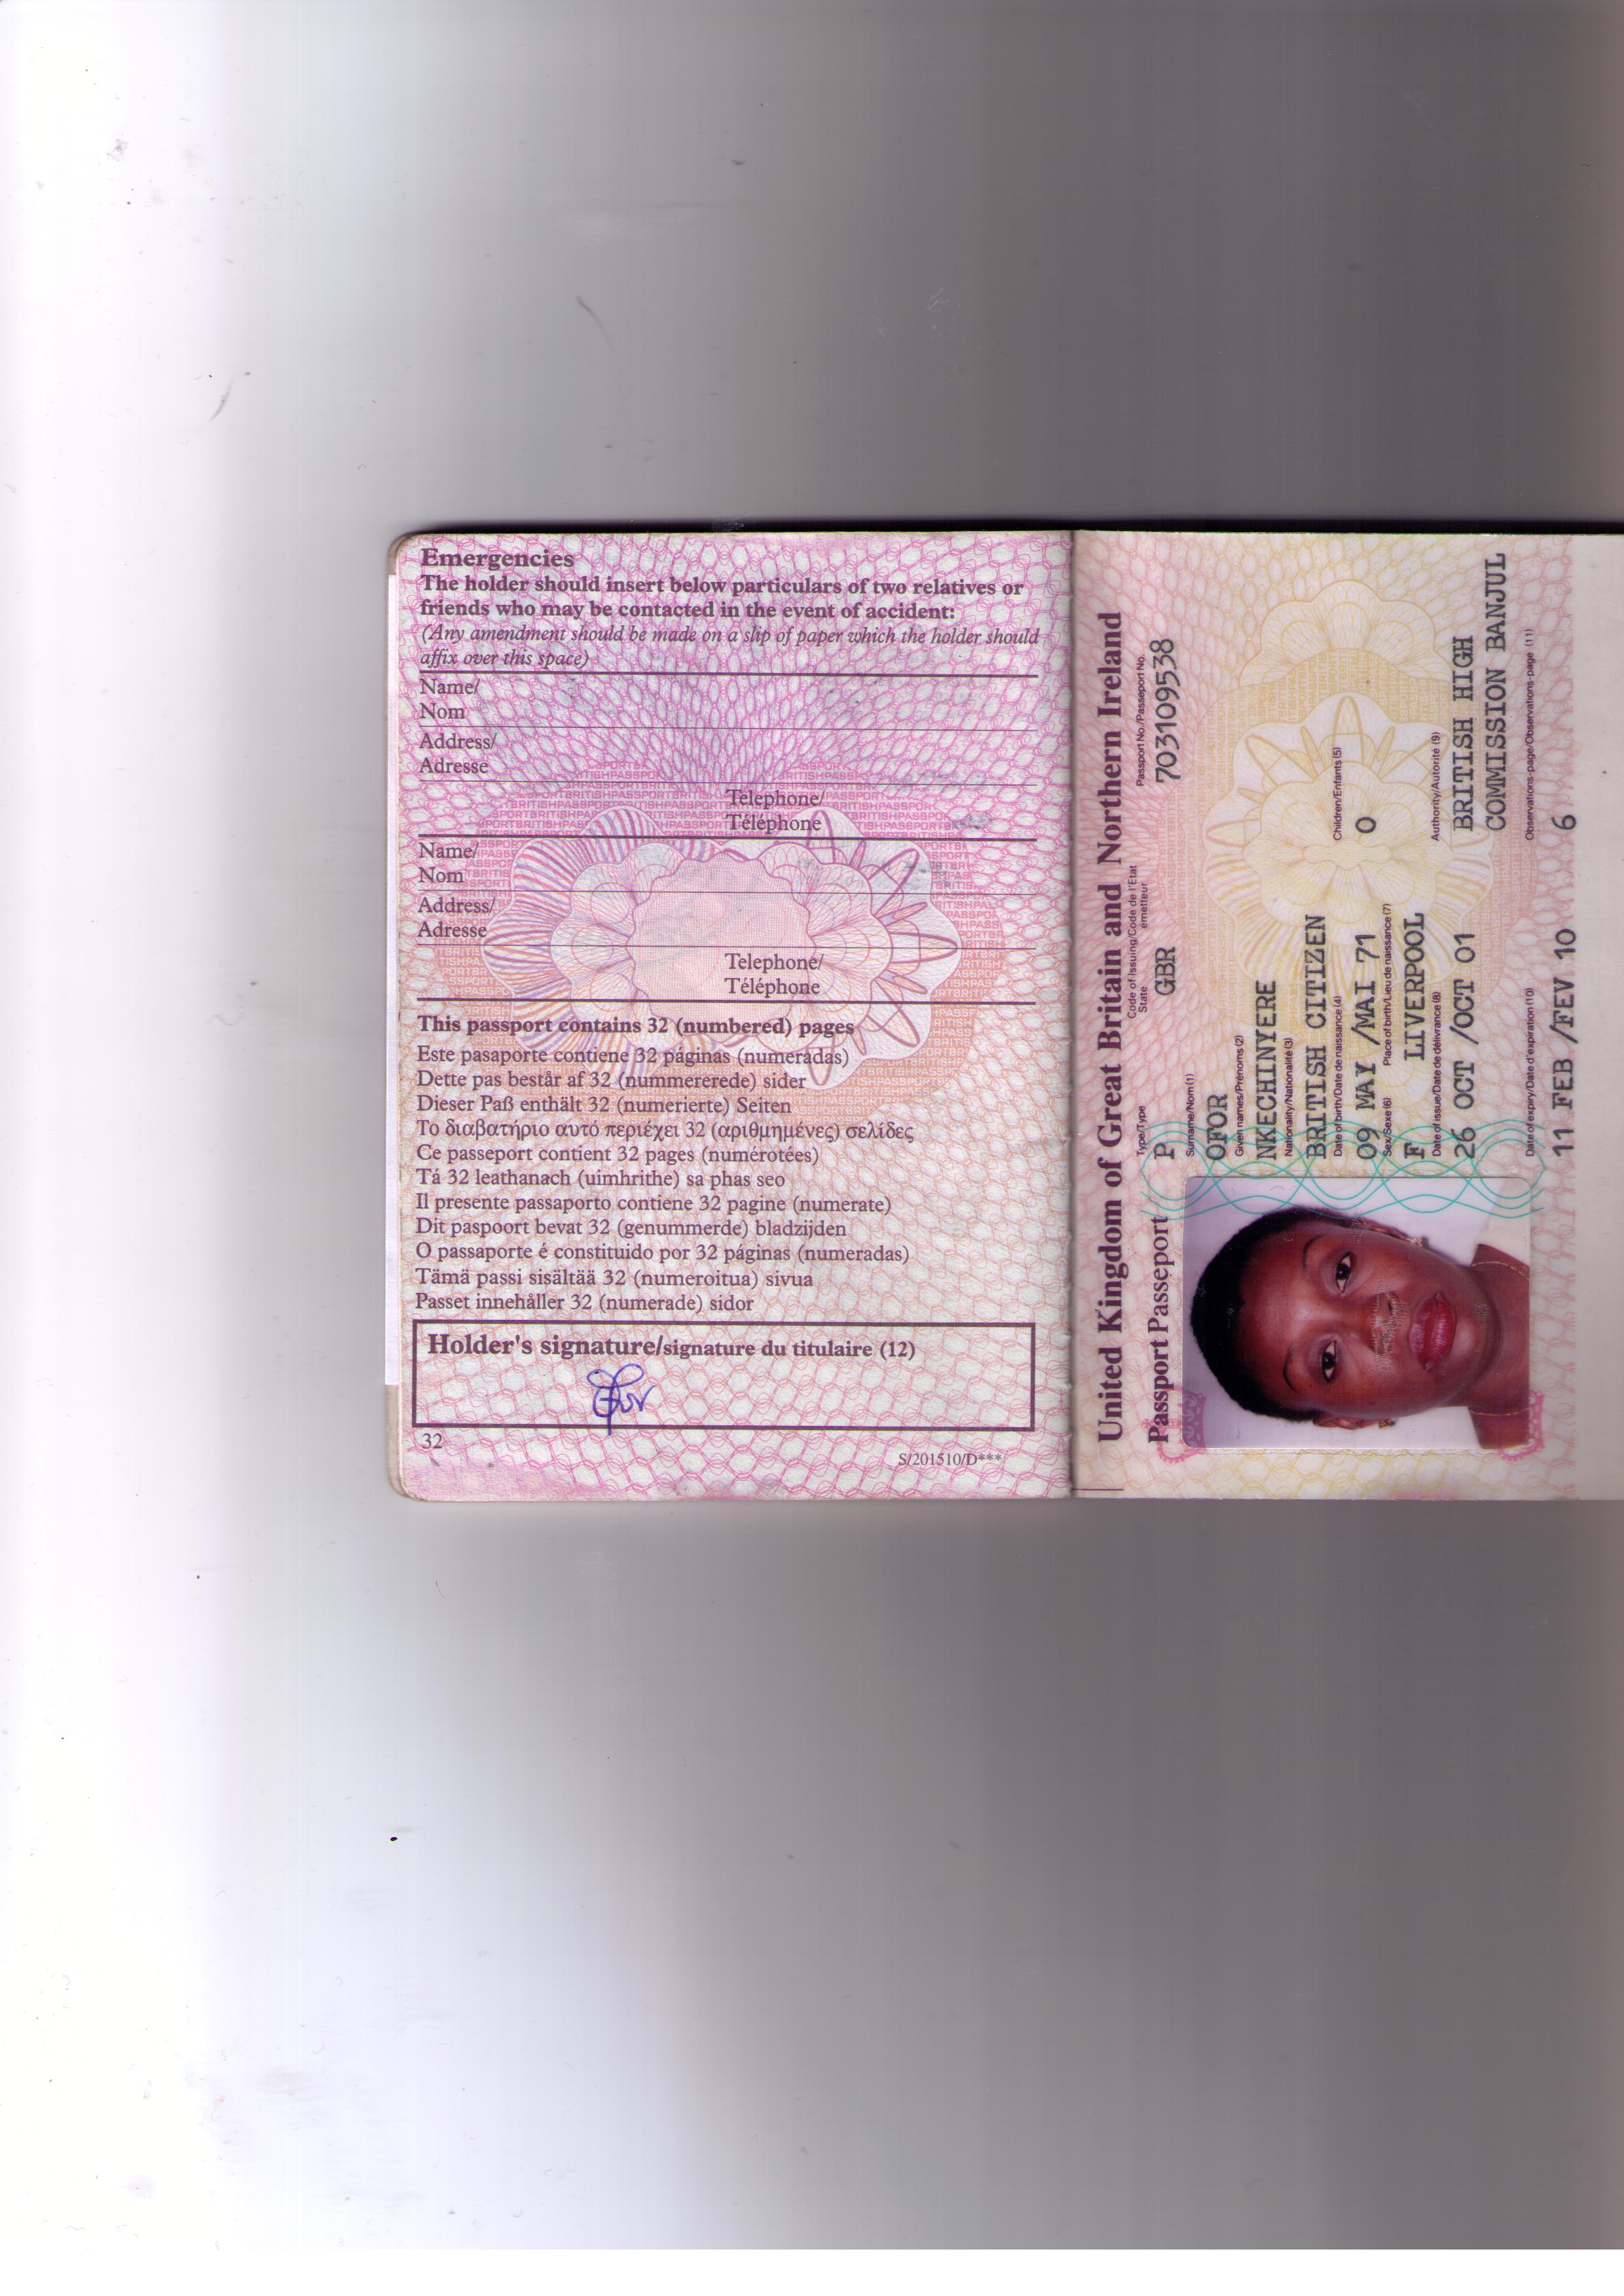 Emergencies
The holder should insert below particulars of two relatives or
friends who may be contacted in the event of accident:
(Any amendment should be made on a slip of paper which the holder should
affix over this space)
Name/
Nom
Address/
Adresse
Telephone/
Téléphone
Name/
Nom
Address/
Adresse
Telephone/
Téléphone
This passport contains 32 (numbered) pages
Este pasaporte contiene 32 páginas (numeradas)
Dette pas består af 32 (nummererede) sider
Dieser Paß enthält 32 (numerierte) Seiten
Το διαβατήριο αυτό περιέχει 32 (αριθμημένες) σελίδες
Ce passeport contient 32 pages (numérotées)
Tá 32 leathanach (uimhrithe) sa phas seo
Il presente passaporto contiene 32 pagine (numerate)
Dit paspoort bevat 32 (genummerde) bladzijden
O passaporte é constituido por 32 páginas (numeradas)
Tämä passi sisältää 32 (numeroitua) sivua
Passet innehåller 32 (numrerade) sidor
Holder's signature/signature du titulaire (12)
32
S/201510/D***
United Kingdom of Great Britain and Northern Ireland
Passport Passeport
Type/Type
Code of Issuing/Code de l'Etat
State émetteur
Passport No./Passeport No.
P GBR 703109538
Surname/Nom (1)
OFOR
Given names/Prénoms (2)
NKECHINYERE
Nationality/Nationalité (3)
BRITISH CITIZEN
Date of birth/Date de naissance (4)
Children/Enfants (5)
09 MAY /MAI 71 0
Sex/Sexe (6) Place of birth/Lieu de naissance (7)
F LIVERPOOL
Date of issue/Date de délivrance (8)
Authority/Autorité (9)
26 OCT /OCT 01 BRITISH HIGH
COMMISSION BANJUL
Date of expiry/Date d'expiration (10)
Observations-page/Observations-page (11)
11 FEB /FEV 10 6